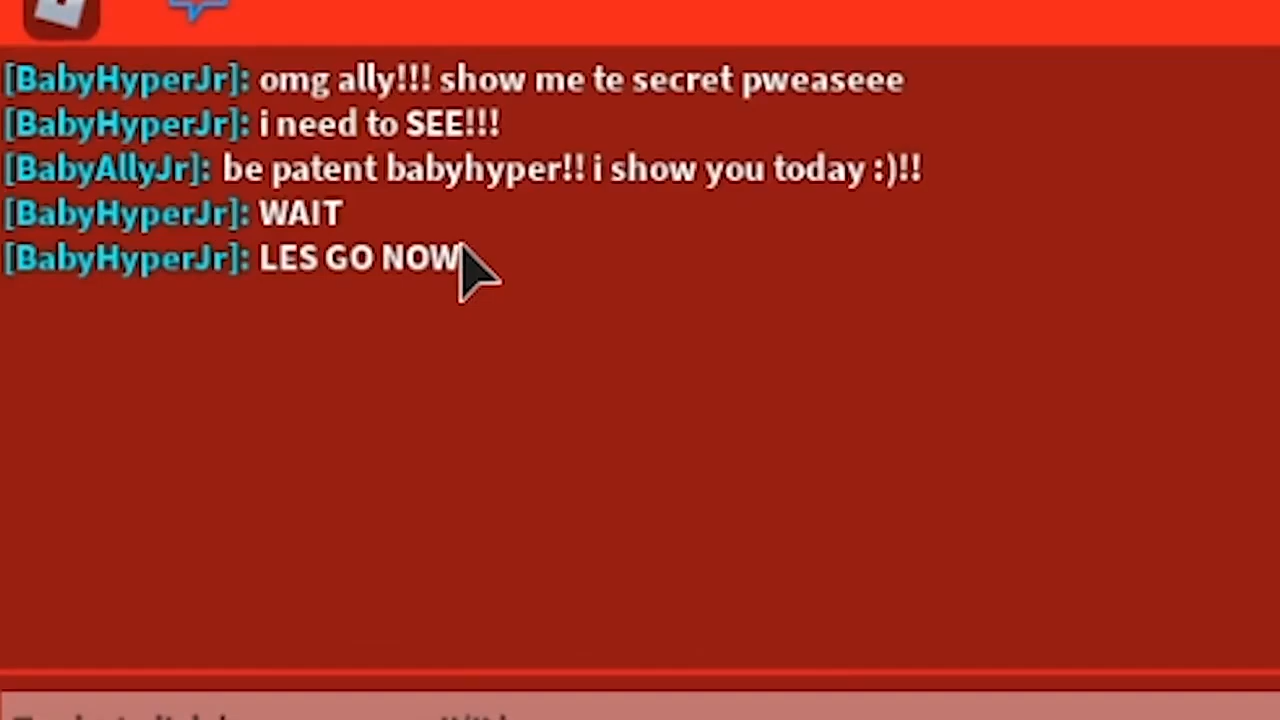 [BabyHyperJr]: omg ally!!! show me te secret pweaseee
[BabyHyperJr]: i need to SEE!!!
[BabyAllyJr]: be patent babyhyper!! i show you today :)!!
[BabyHyperJr]: WAIT
[BabyHyperJr]: LES GO NOW